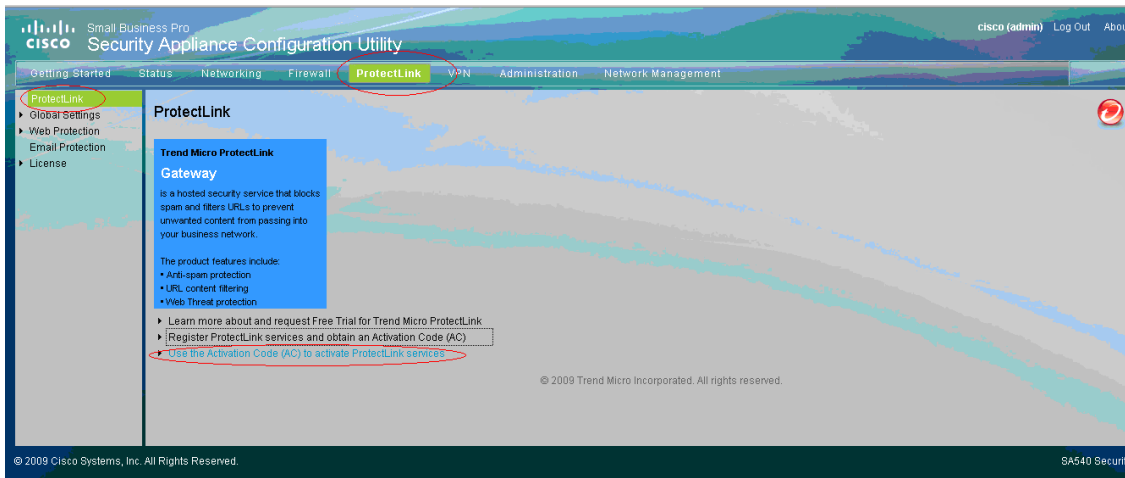 Small Business Pro
CISCO Security Appliance Configuration Utility
cisco (admin) Log Out Abou
Getting Started Status Networking Firewall ProtectLink VPN Administration Network Management
ProtectLink
Global Settings
Web Protection
Email Protection
License
ProtectLink
Trend Micro ProtectLink
Gateway
is a hosted security service that blocks
spam and filters URLs to prevent
unwanted content from passing into
your business network.
The product features include:
• Anti-spam protection
• URL content filtering
• Web Threat protection
Learn more about and request Free Trial for Trend Micro ProtectLink
Register ProtectLink services and obtain an Activation Code (AC)
Use the Activation Code (AC) to activate ProtectLink services
© 2009 Trend Micro Incorporated. All rights reserved.
© 2009 Cisco Systems, Inc. All Rights Reserved.
SA540 Securit